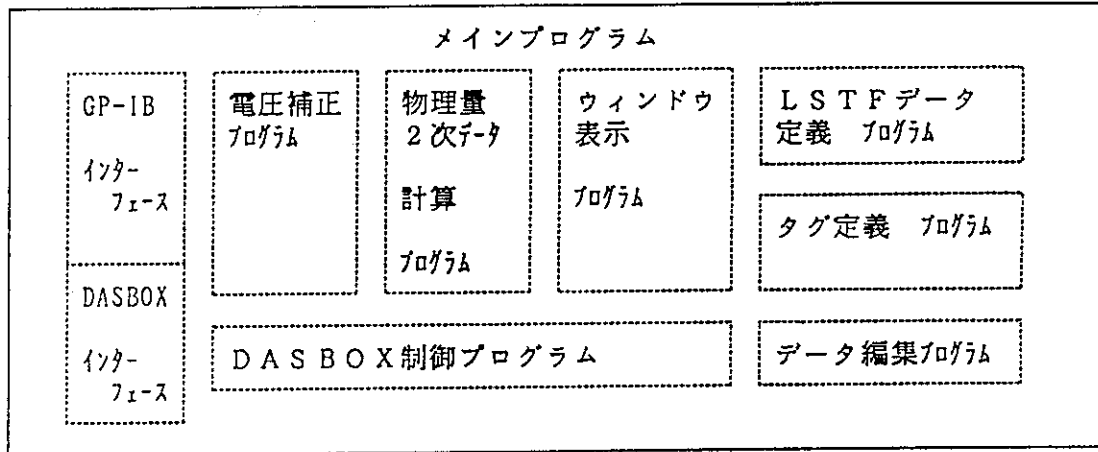 メインプログラム
GP-IB
ｲﾝﾀｰ
ﾌｪｰｽ
DASBOX
ｲﾝﾀｰ
ﾌｪｰｽ
電圧補正
ﾌﾟﾛｸﾞﾗﾑ
物理量
２次ﾃﾞｰﾀ
計算
ﾌﾟﾛｸﾞﾗﾑ
ウィンドウ
表示
ﾌﾟﾛｸﾞﾗﾑ
ＬＳＴＦデータ
定義　ﾌﾟﾛｸﾞﾗﾑ
タグ定義　ﾌﾟﾛｸﾞﾗﾑ
ＤＡＳＢＯＸ制御プログラム
データ編集ﾌﾟﾛｸﾞﾗﾑ